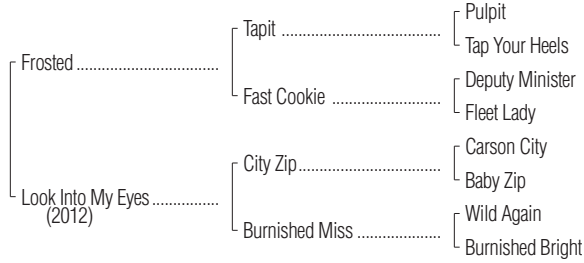 Pulpit
Tapit
Tap Your Heels
Frosted
Deputy Minister
Fast Cookie
Fleet Lady
Carson City
City Zip
Baby Zip
Look Into My Eyes
(2012)
Wild Again
Burnished Miss
Burnished Bright